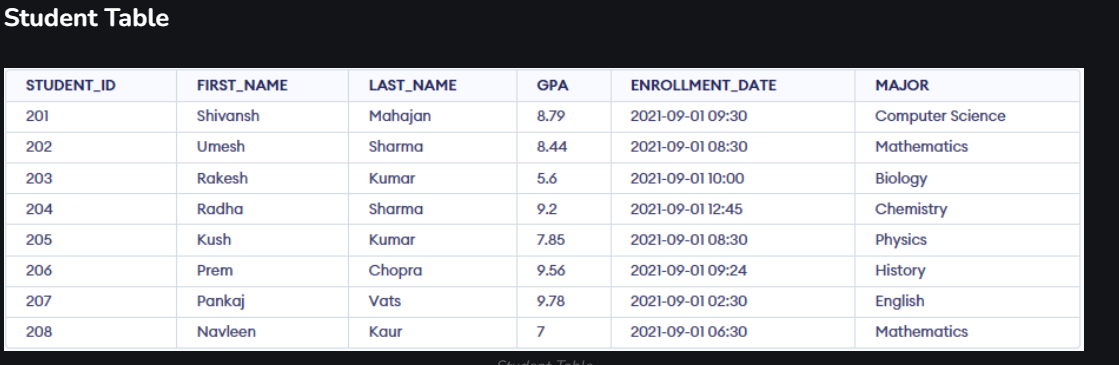 Student Table
STUDENT_ID FIRST_NAME LAST_NAME GPA ENROLLMENT_DATE MAJOR
201 Shivansh Mahajan 8.79 2021-09-01 09:30 Computer Science
202 Umesh Sharma 8.44 2021-09-01 08:30 Mathematics
203 Rakesh Kumar 5.6 2021-09-01 10:00 Biology
204 Radha Sharma 9.2 2021-09-01 12:45 Chemistry
205 Kush Kumar 7.85 2021-09-01 08:30 Physics
206 Prem Chopra 9.56 2021-09-01 09:24 History
207 Pankaj Vats 9.78 2021-09-01 02:30 English
208 Navleen Kaur 7 2021-09-01 06:30 Mathematics
Student Table